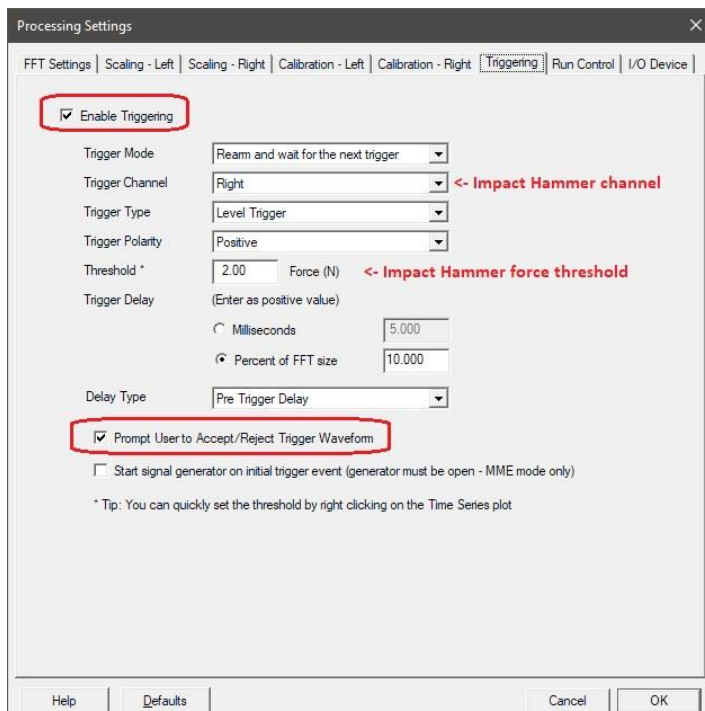 Processing Settings
FFT Settings Scaling - Left Scaling - Right Calibration - Left Calibration - Right Triggering Run Control I/O Device
Enable Triggering
Trigger Mode Rearm and wait for the next trigger
Trigger Channel Right <- Impact Hammer channel
Trigger Type Level Trigger
Trigger Polarity Positive
Threshold * 2.00 Force (N) <- Impact Hammer force threshold
Trigger Delay (Enter as positive value)
Milliseconds 5.000
Percent of FFT size 10.000
Delay Type Pre Trigger Delay
Prompt User to Accept/Reject Trigger Waveform
Start signal generator on initial trigger event (generator must be open - MME mode only)
* Tip: You can quickly set the threshold by right clicking on the Time Series plot
Help Defaults Cancel OK